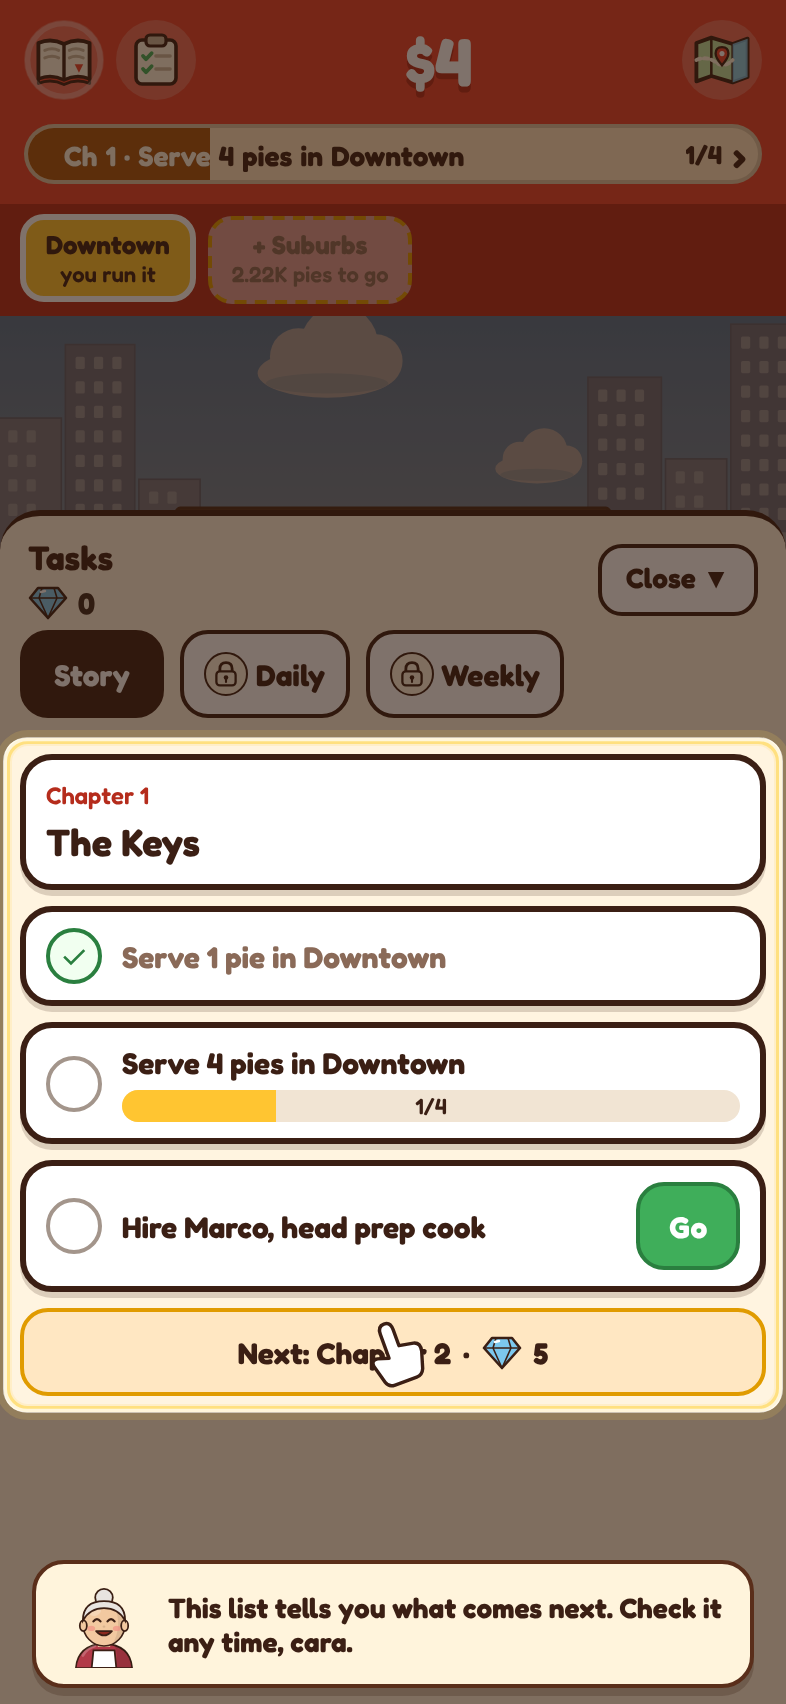 $4
Ch 1 · Serve 4 pies in Downtown
1/4
Downtown
you run it
+ Suburbs
2.22K pies to go
Tasks
0
Close ▼
Story
Daily
Weekly
Chapter 1
The Keys
Serve 1 pie in Downtown
Serve 4 pies in Downtown
1/4
Hire Marco, head prep cook
Go
Next: Chapter 2 · 5
This list tells you what comes next. Check it
any time, cara.